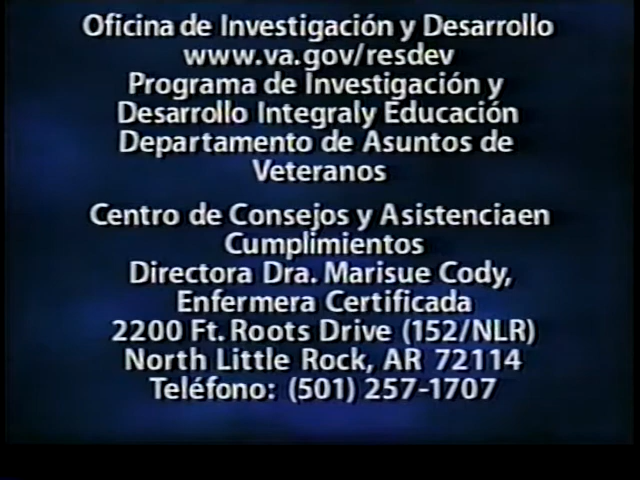 Oficina de Investigación y Desarrollo
www.va.gov/resdev
Programa de Investigación y
Desarrollo Integraly Educación
Departamento de Asuntos de
Veteranos
Centro de Consejos y Asistenciaen
Cumplimientos
Directora Dra. Marisue Cody,
Enfermera Certificada
2200 Ft. Roots Drive (152/NLR)
North Little Rock, AR 72114
Teléfono: (501) 257-1707